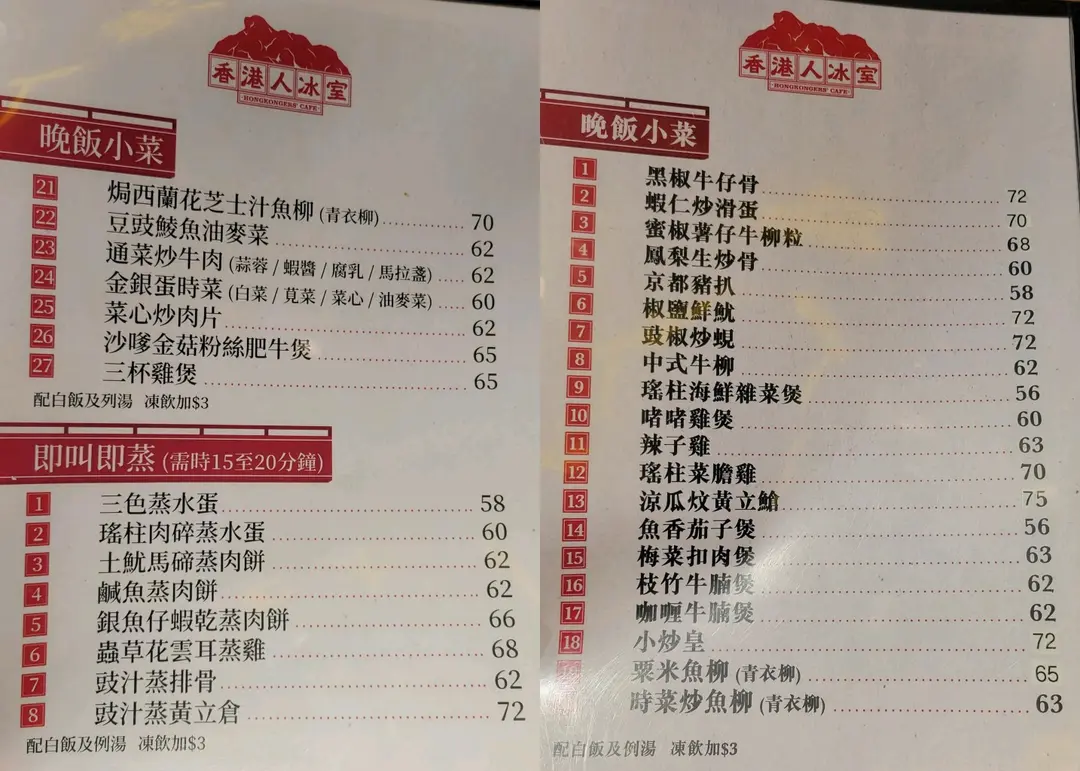 香港人冰室
HONGKONGERS' CAFE
晚飯小菜
21 焗西蘭花芝士汁魚柳 (青衣柳) 70
22 豆豉鯪魚油麥菜 62
23 通菜炒牛肉 (蒜蓉 / 蝦醬 / 腐乳 / 馬拉盞) 62
24 金銀蛋時菜 (白菜 / 莧菜 / 菜心 / 油麥菜) 60
25 菜心炒肉片 62
26 沙嗲金菇粉絲肥牛煲 65
27 三杯雞煲 65
配白飯及列湯 凍飲加$3
即叫即蒸 (需時15至20分鐘)
1 三色蒸水蛋 58
2 瑤柱肉碎蒸水蛋 60
3 土魷馬碲蒸肉餅 62
4 鹹魚蒸肉餅 62
5 銀魚仔蝦乾蒸肉餅 66
6 蟲草花雲耳蒸雞 68
7 豉汁蒸排骨 62
8 豉汁蒸黃立倉 72
配白飯及例湯 凍飲加$3
香港人冰室
HONGKONGERS' CAFE
晚飯小菜
1 黑椒牛仔骨 72
2 蝦仁炒滑蛋 70
3 蜜椒薯仔牛柳粒 68
4 鳳梨生炒骨 60
5 京都豬扒 58
6 椒鹽鮮魷 72
7 豉椒炒蜆 72
8 中式牛柳 62
9 瑤柱海鮮雜菜煲 56
10 啫啫雞煲 60
11 辣子雞 63
12 瑤柱菜膽雞 70
13 涼瓜炆黃立鱠 75
14 魚香茄子煲 56
15 梅菜扣肉煲 63
16 枝竹牛腩煲 62
17 咖喱牛腩煲 62
18 小炒皇 72
粟米魚柳 (青衣柳) 65
時菜炒魚柳 (青衣柳) 63
配白飯及例湯 凍飲加$3